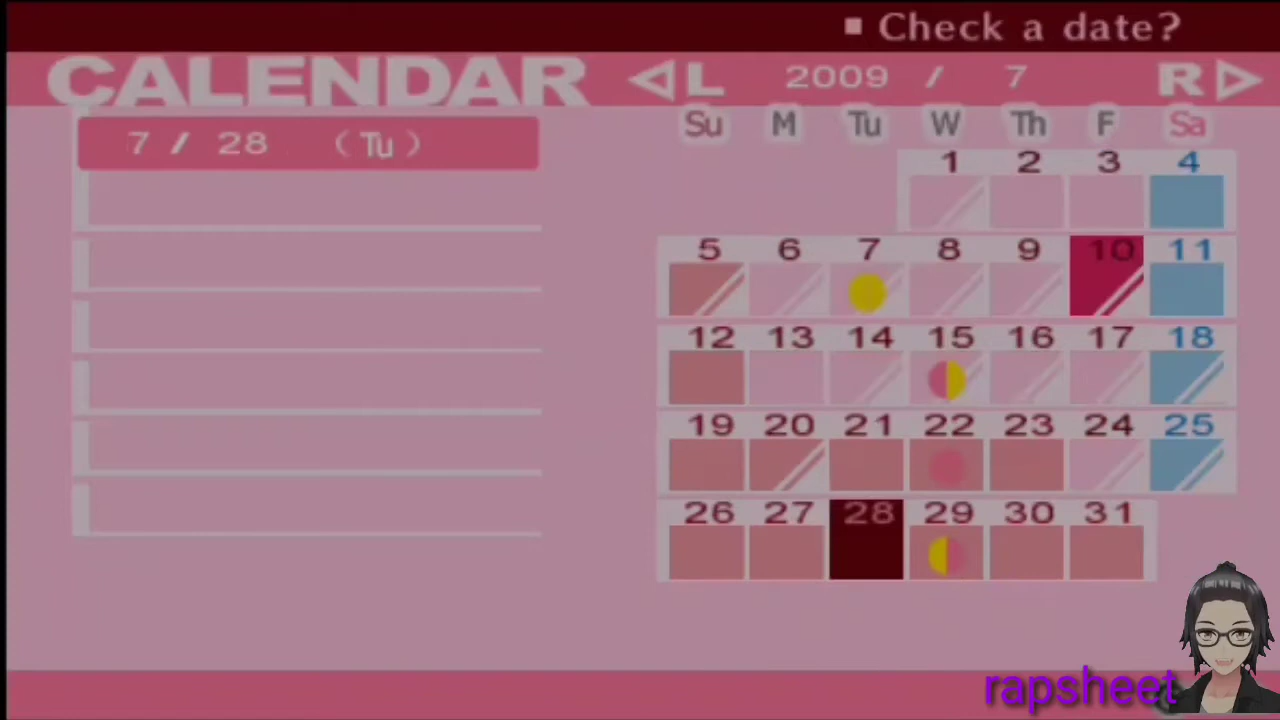 ▪ Check a date?
CALENDAR
L 2009 / 7 R
7 / 28 (Tu)
Su M Tu W Th F Sa
1 2 3 4
5 6 7 8 9 10 11
12 13 14 15 16 17 18
19 20 21 22 23 24 25
26 27 28 29 30 31
rapsheet